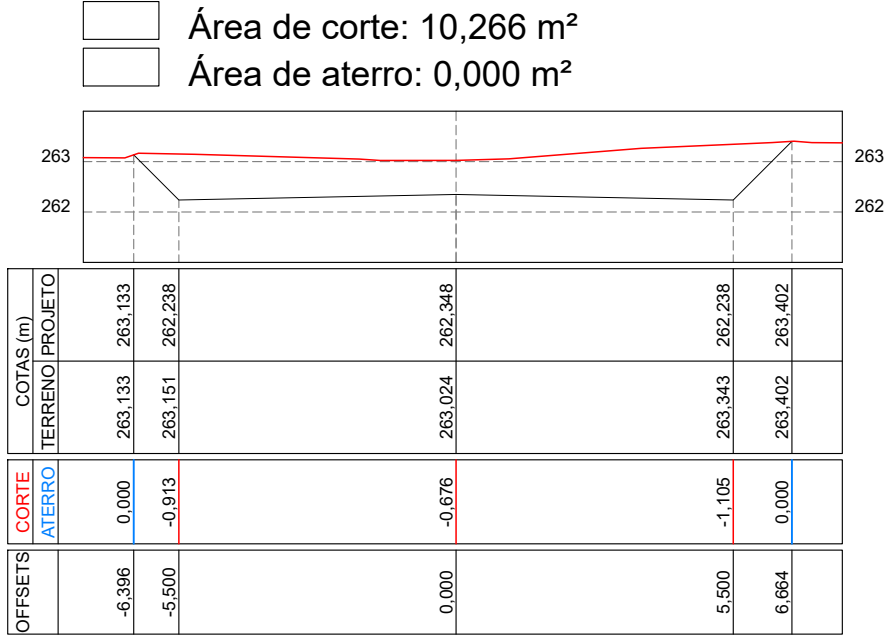 Área de corte: 10,266 m²
Área de aterro: 0,000 m²
263 263
262 262
COTAS (m)
PROJETO 263,133 262,238 262,348 262,238 263,402
TERRENO 263,133 263,151 263,024 263,343 263,402
CORTE
ATERRO 0,000 -0,913 -0,676 -1,105 0,000
OFFSETS -6,396 -5,500 0,000 5,500 6,664